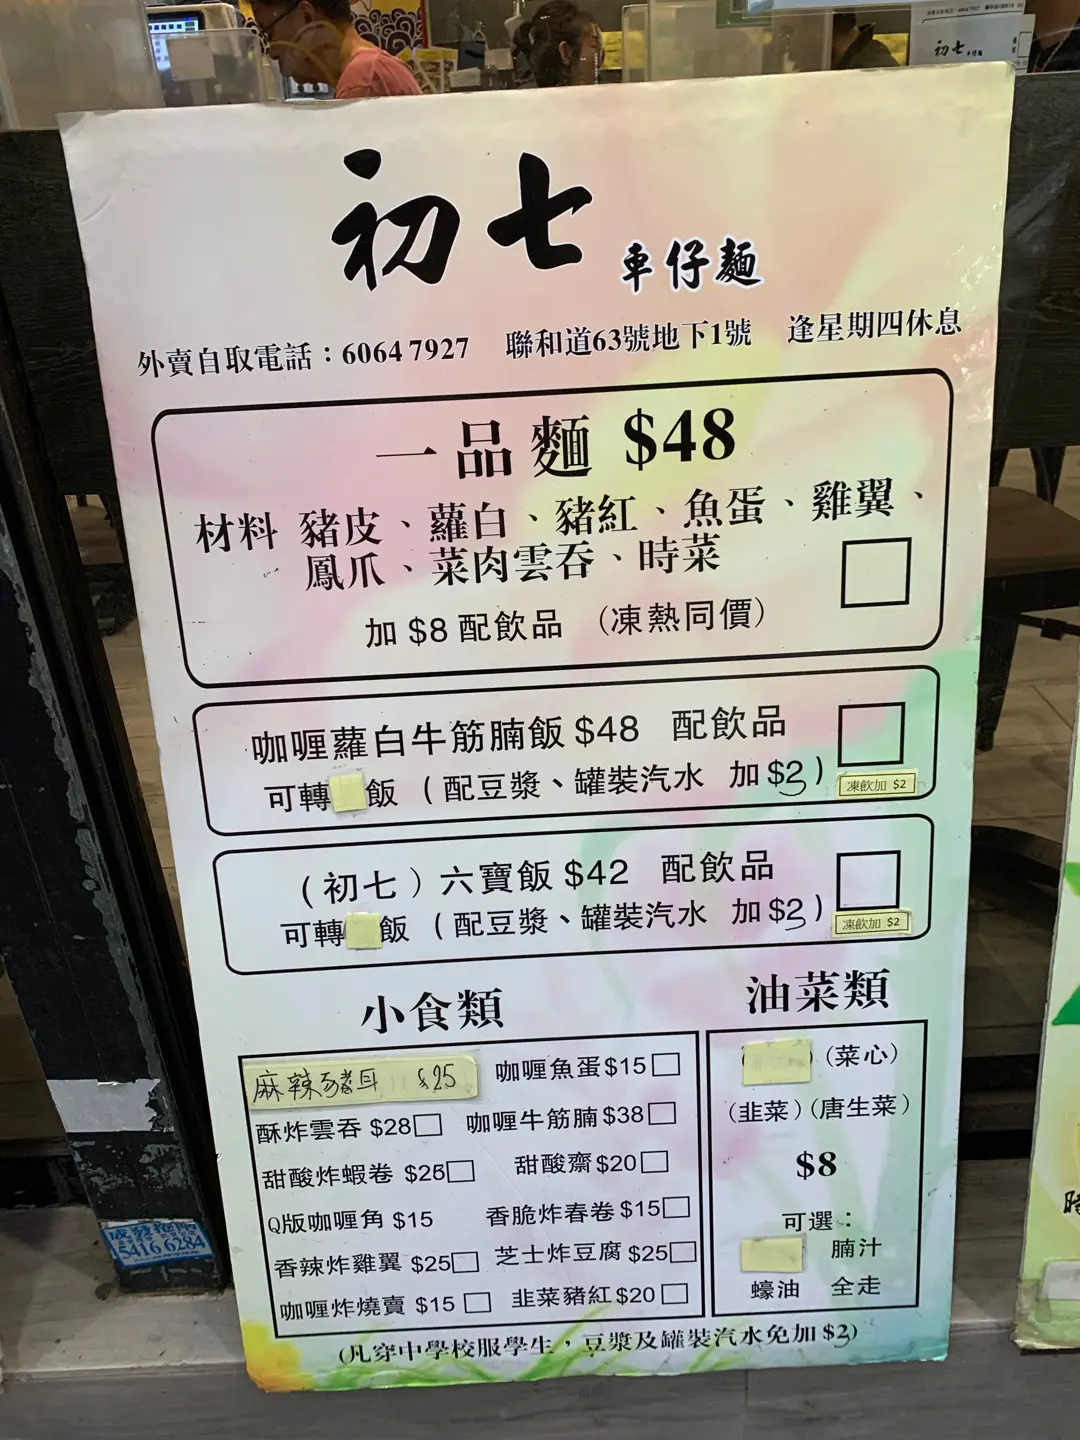 初七 車仔麵
外賣自取電話：6064 7927 聯和道63號地下1號 逢星期四休息
一品麵 $48
材料 豬皮、蘿白、豬紅、魚蛋、雞翼、
鳳爪、菜肉雲吞、時菜
加 $8 配飲品 (凍熱同價)
咖喱蘿白牛筋腩飯 $48 配飲品
可轉 飯 (配豆漿、罐裝汽水 加 $3)
凍飲加 $2
(初七) 六寶飯 $42 配飲品
可轉 飯 (配豆漿、罐裝汽水 加 $3)
凍飲加 $2
小食類
麻辣豬耳 $25
咖喱魚蛋 $15
酥炸雲吞 $28
咖喱牛筋腩 $38
甜酸炸蝦卷 $25
甜酸齋 $20
Q版咖喱角 $15
香脆炸春卷 $15
香辣炸雞翼 $25
芝士炸豆腐 $25
咖喱炸燒賣 $15
韭菜豬紅 $20
油菜類
(菜心)
(韭菜) (唐生菜)
$8
可選：
腩汁
蠔油 全走
(凡穿中學校服學生，豆漿及罐裝汽水免加 $3)
初七 車仔麵
5416 6284